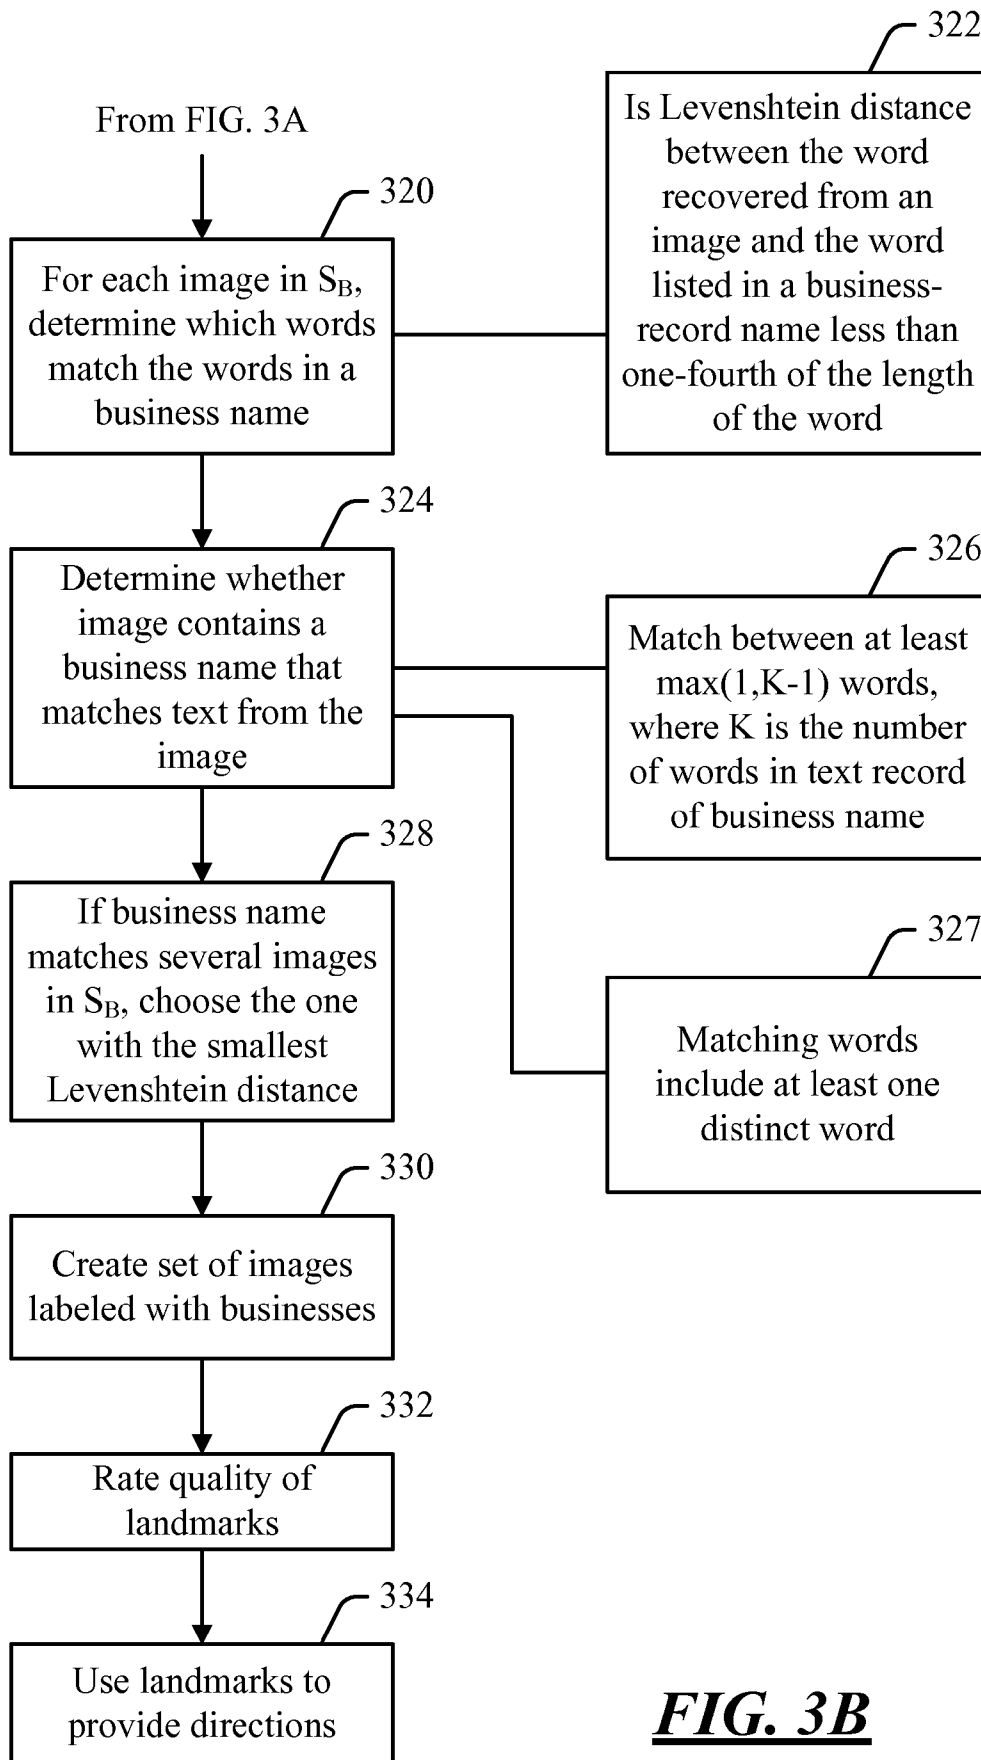 From FIG. 3A
320
For each image in S_B,
determine which words
match the words in a
business name
322
Is Levenshtein distance
between the word
recovered from an
image and the word
listed in a business-
record name less than
one-fourth of the length
of the word
324
Determine whether
image contains a
business name that
matches text from the
image
326
Match between at least
max(1,K-1) words,
where K is the number
of words in text record
of business name
327
Matching words
include at least one
distinct word
328
If business name
matches several images
in S_B, choose the one
with the smallest
Levenshtein distance
330
Create set of images
labeled with businesses
332
Rate quality of
landmarks
334
Use landmarks to
provide directions
FIG. 3B